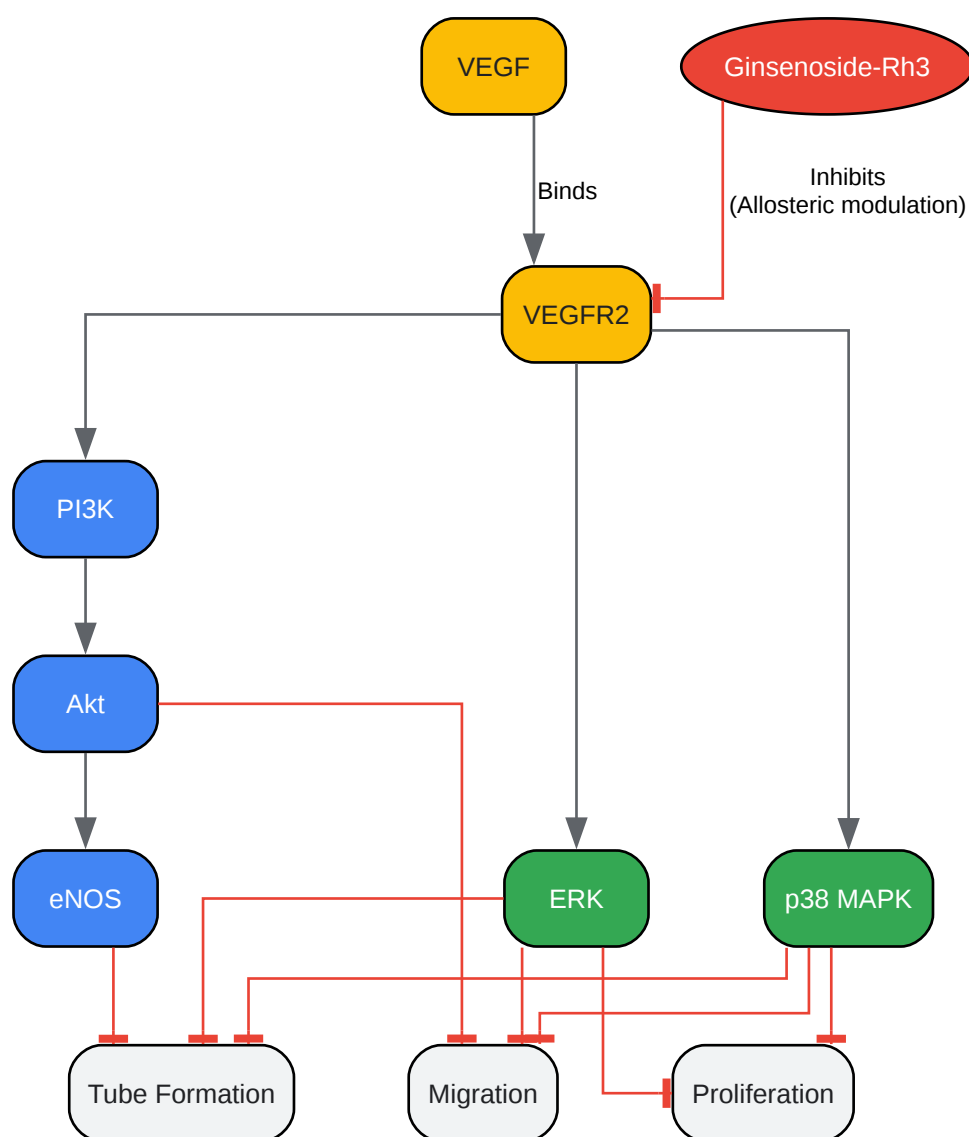 VEGF
Ginsenoside-Rh3
Binds
Inhibits
(Allosteric modulation)
VEGFR2
PI3K
Akt
eNOS
ERK
p38 MAPK
Tube Formation
Migration
Proliferation